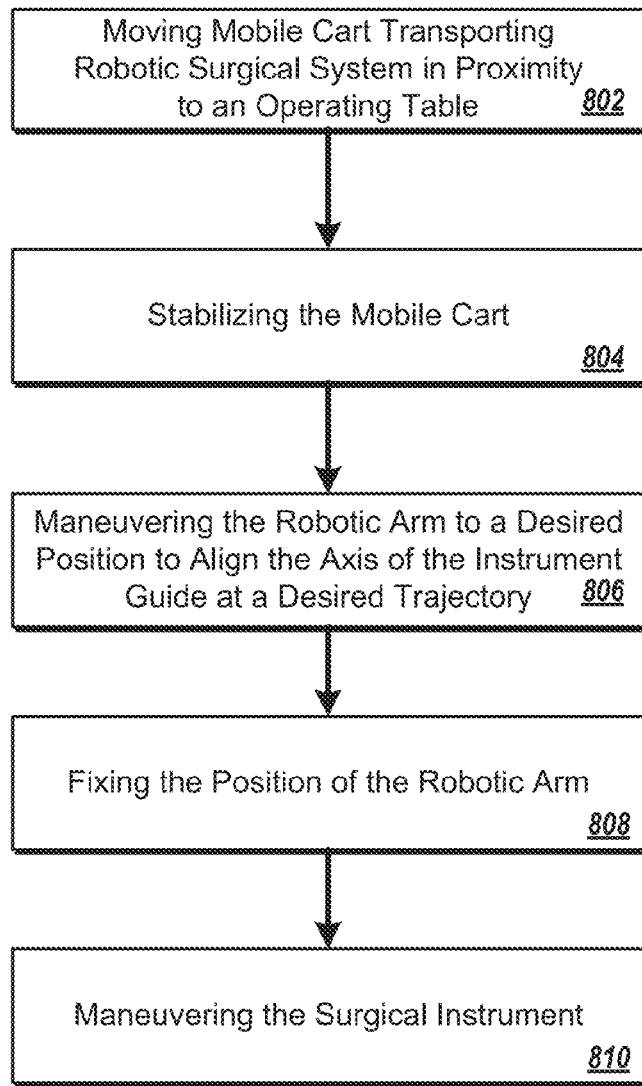 Moving Mobile Cart Transporting
Robotic Surgical System in Proximity
to an Operating Table 802
Stabilizing the Mobile Cart
804
Maneuvering the Robotic Arm to a Desired
Position to Align the Axis of the Instrument
Guide at a Desired Trajectory 806
Fixing the Position of the Robotic Arm
808
Maneuvering the Surgical Instrument
810